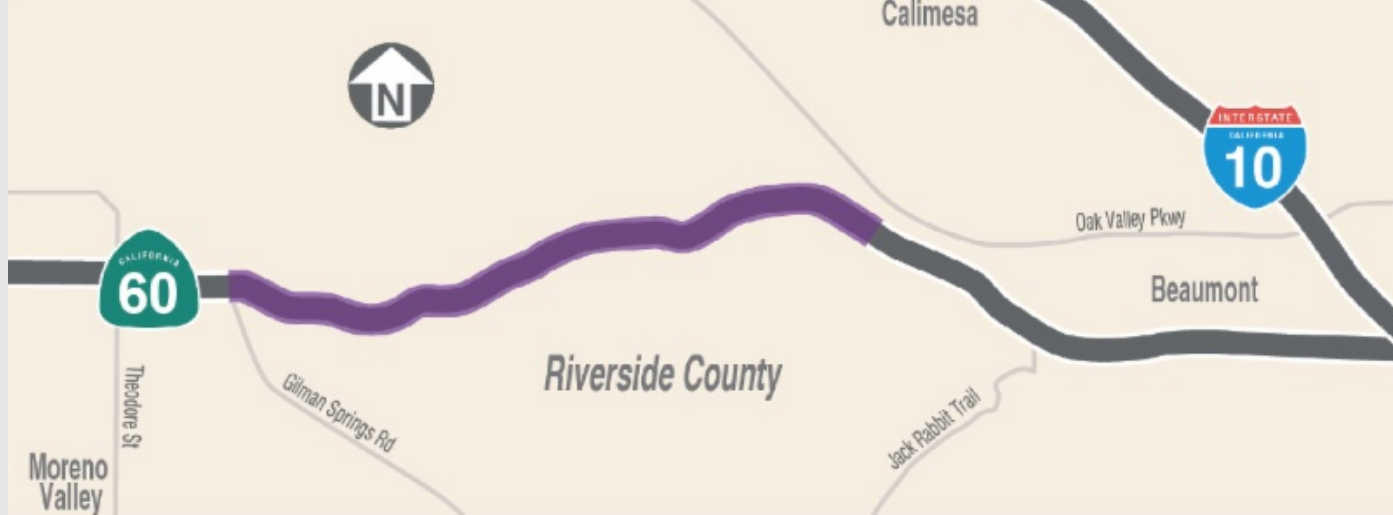 Calimesa
N
INTERSTATE
CALIFORNIA
10
Oak Valley Pkwy
CALIFORNIA
60
Beaumont
Riverside County
Theodore St
Gilman Springs Rd
Jack Rabbit Trail
Moreno
Valley